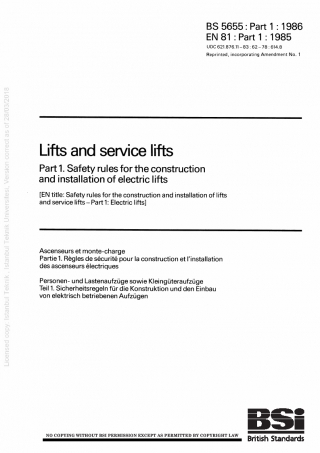 BS 5655 : Part 1 : 1986
EN 81 : Part 1 : 1985
UDC 621.876.11 - 83 : 62 - 78 : 614.8
Reprinted, incorporating Amendment No. 1
Lifts and service lifts
Part 1. Safety rules for the construction
and installation of electric lifts
[EN title: Safety rules for the construction and installation of lifts
and service lifts – Part 1: Electric lifts]
Ascenseurs et monte-charge
Partie 1. Règles de sécurité pour la construction et l'installation
des ascenseurs électriques
Personen- und Lastenaufzüge sowie Kleingüteraufzüge
Teil 1. Sicherheitsregeln für die Konstruktion und den Einbau
von elektrisch betriebenen Aufzügen
Licensed copy: Istanbul Teknik , Istanbul Teknik Universitesi, Version correct as of
BSi
British Standards
NO COPYING WITHOUT BSI PERMISSION EXCEPT AS PERMITTED BY COPYRIGHT LAW